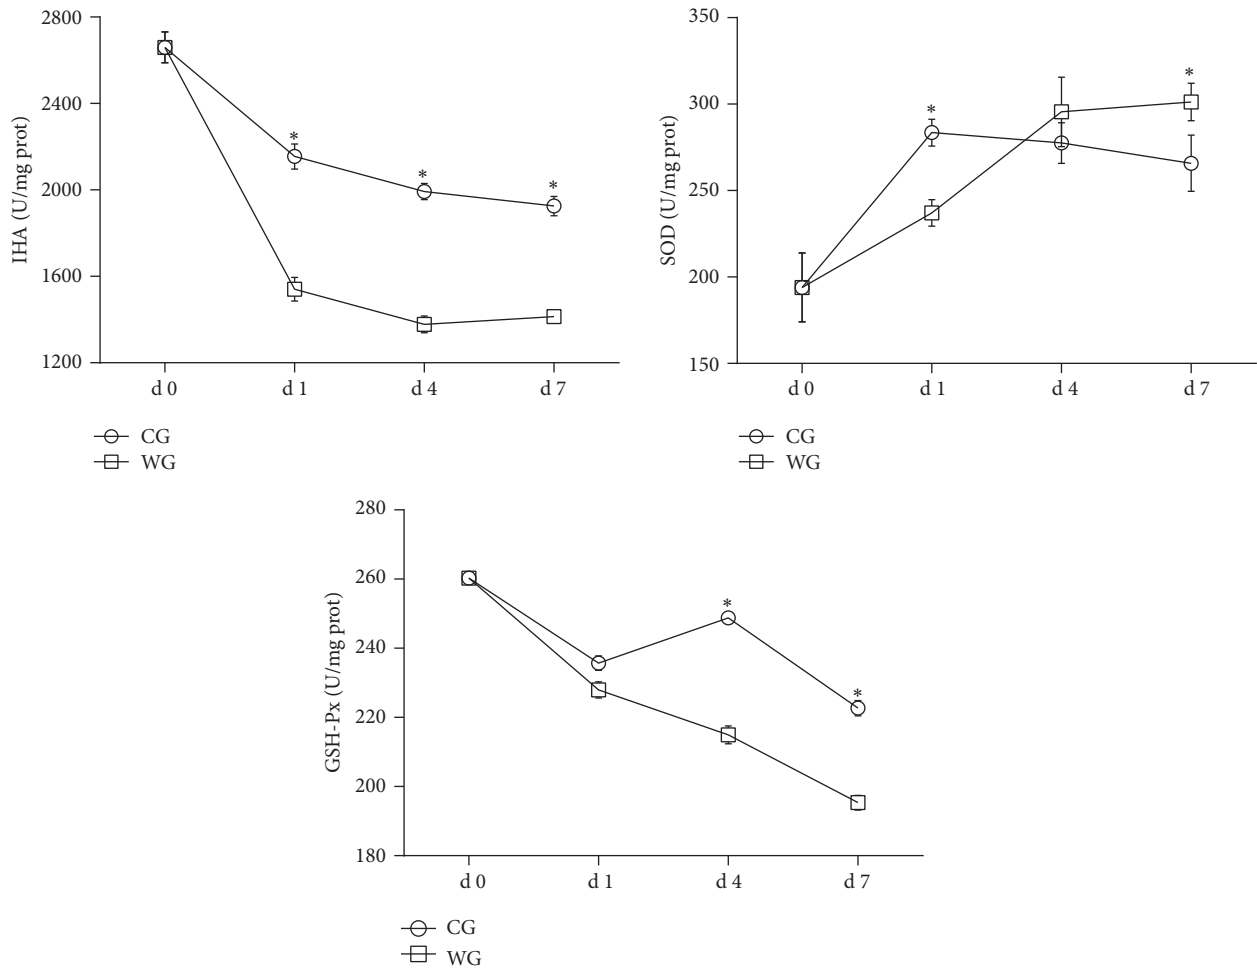 IHA (U/mg prot)
2800
2400
2000
1600
1200
*
*
*
d 0
d 1
d 4
d 7
CG
WG
SOD (U/mg prot)
350
300
250
200
150
*
*
d 0
d 1
d 4
d 7
CG
WG
GSH-Px (U/mg prot)
280
260
240
220
200
180
*
*
d 0
d 1
d 4
d 7
CG
WG